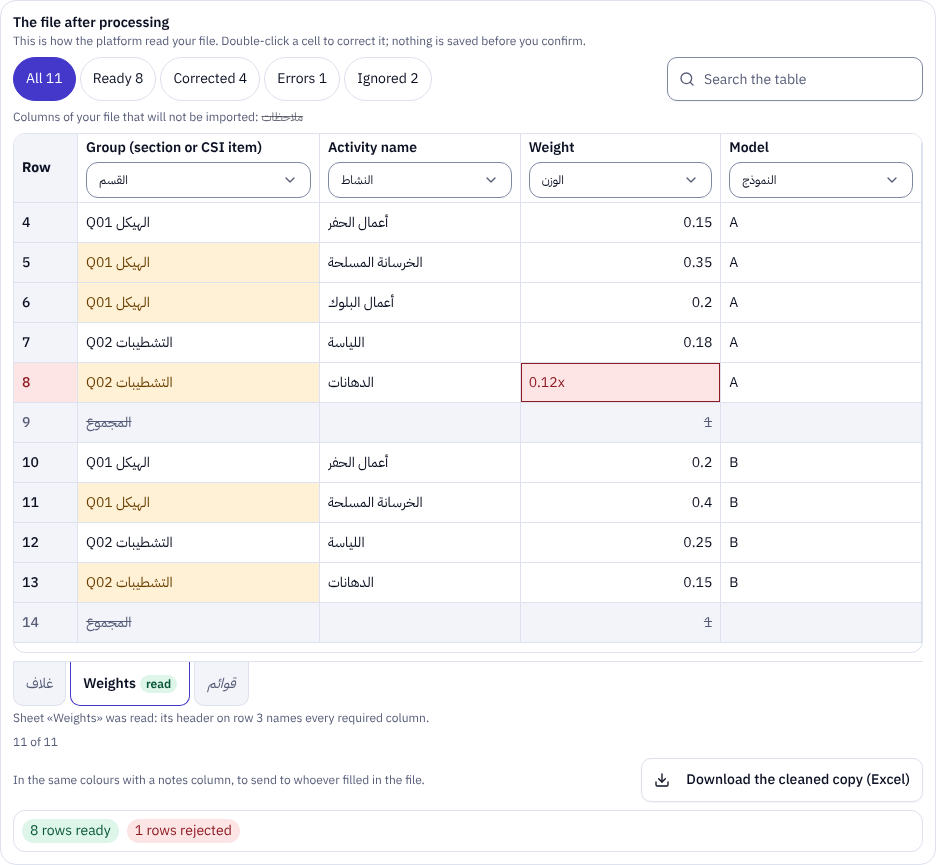 The file after processing
This is how the platform read your file. Double-click a cell to correct it; nothing is saved before you confirm.
All 11 Ready 8 Corrected 4 Errors 1 Ignored 2 Search the table
Columns of your file that will not be imported: ملاحظات
Row Group (section or CSI item) Activity name Weight Model
القسم النشاط الوزن النموذج
4 Q01 الهيكل أعمال الحفر 0.15 A
5 Q01 الهيكل الخرسانة المسلحة 0.35 A
6 Q01 الهيكل أعمال البلوك 0.2 A
7 Q02 التشطيبات اللياسة 0.18 A
8 Q02 التشطيبات الدهانات 0.12x A
9 المجموع 1
10 Q01 الهيكل أعمال الحفر 0.2 B
11 Q01 الهيكل الخرسانة المسلحة 0.4 B
12 Q02 التشطيبات اللياسة 0.25 B
13 Q02 التشطيبات الدهانات 0.15 B
14 المجموع 1
غلاف Weights read قوائم
Sheet «Weights» was read: its header on row 3 names every required column.
11 of 11
In the same colours with a notes column, to send to whoever filled in the file. Download the cleaned copy (Excel)
8 rows ready 1 rows rejected